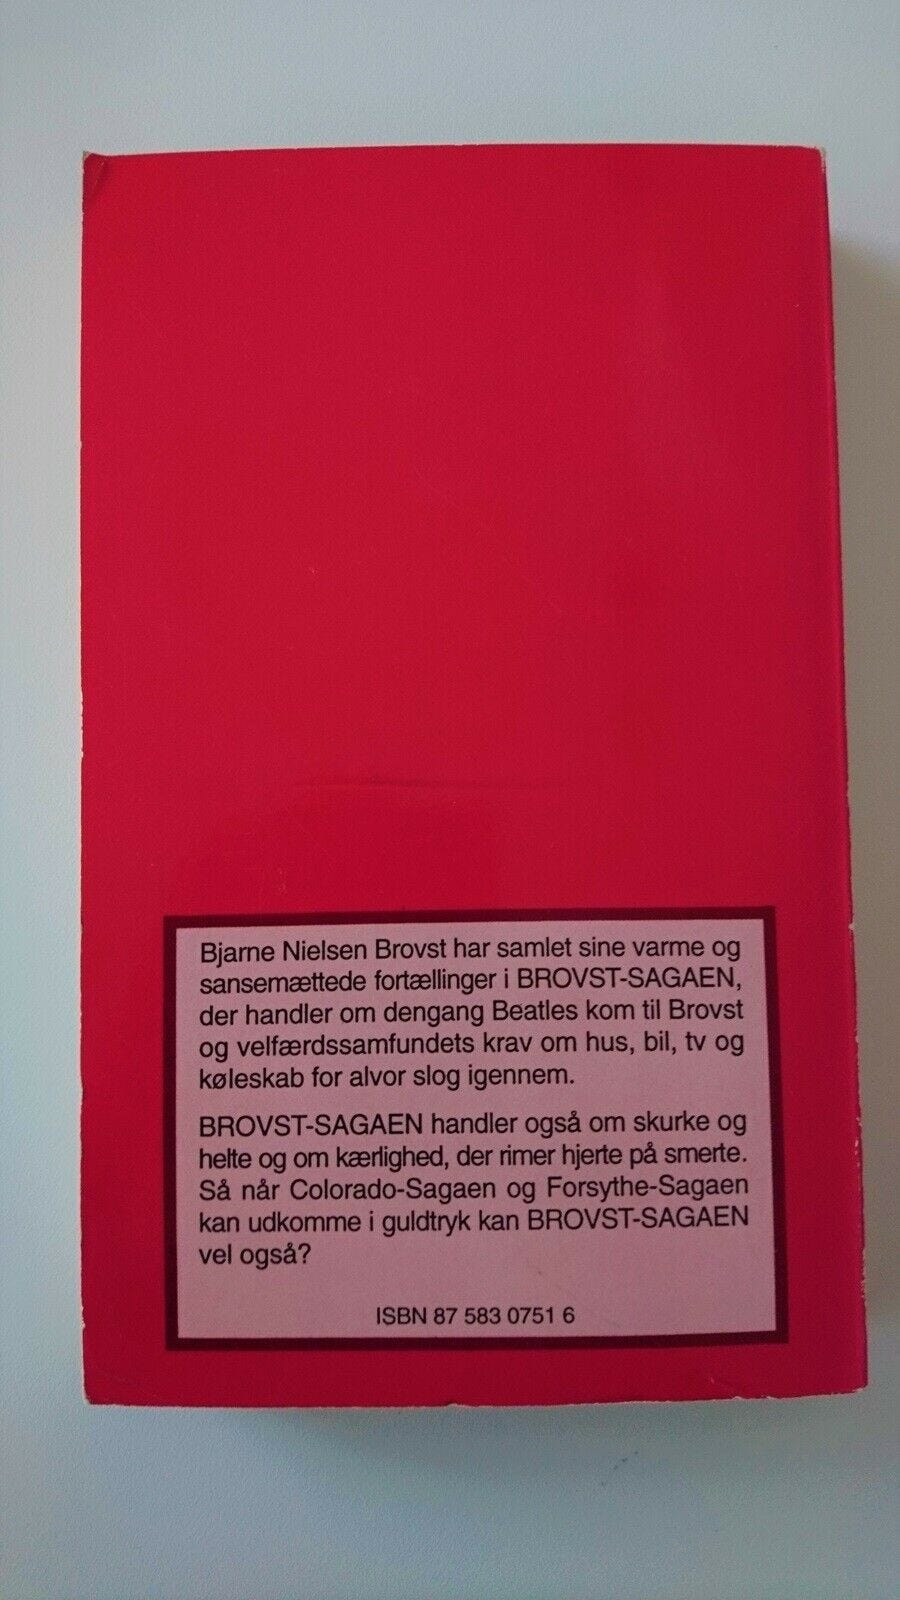 Bjarne Nielsen Brovst har samlet sine varme og
sansemættede fortællinger i BROVST-SAGAEN,
der handler om dengang Beatles kom til Brovst
og velfærdssamfundets krav om hus, bil, tv og
køleskab for alvor slog igennem.
BROVST-SAGAEN handler også om skurke og
helte og om kærlighed, der rimer hjerte på smerte.
Så når Colorado-Sagaen og Forsythe-Sagaen
kan udkomme i guldtryk kan BROVST-SAGAEN
vel også?
ISBN 87 583 0751 6